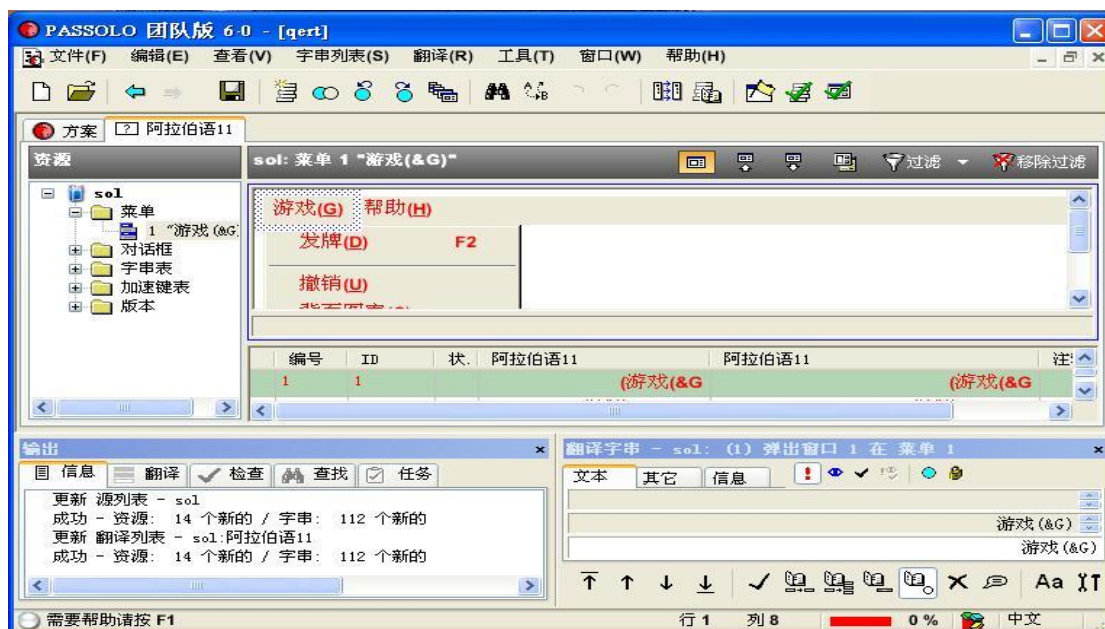 PASSOLO 团队版 6.0 - [qert]
文件(F) 编辑(E) 查看(V) 字串列表(S) 翻译(R) 工具(T) 窗口(W) 帮助(H)
方案 阿拉伯语11
资源
sol: 菜单 1 "游戏(&G)"
过滤 移除过滤
sol
菜单
1 "游戏(&G
对话框
字串表
加速键表
版本
游戏(G) 帮助(H)
发牌(D) F2
撤销(U)
编号 ID 状. 阿拉伯语11 阿拉伯语11
1 1 (游戏(&G (游戏(&G
输出
信息 翻译 检查 查找 任务
更新 源列表 - sol
成功 - 资源: 14 个新的 / 字串: 112 个新的
更新 翻译列表 - sol:阿拉伯语11
成功 - 资源: 14 个新的 / 字串: 112 个新的
翻译字串 - sol: (1) 弹出窗口 1 在 菜单 1
文本 其它 信息
游戏(&G)
游戏(&G)
Aa
需要帮助请按 F1
行 1 列 8 0 % 中文